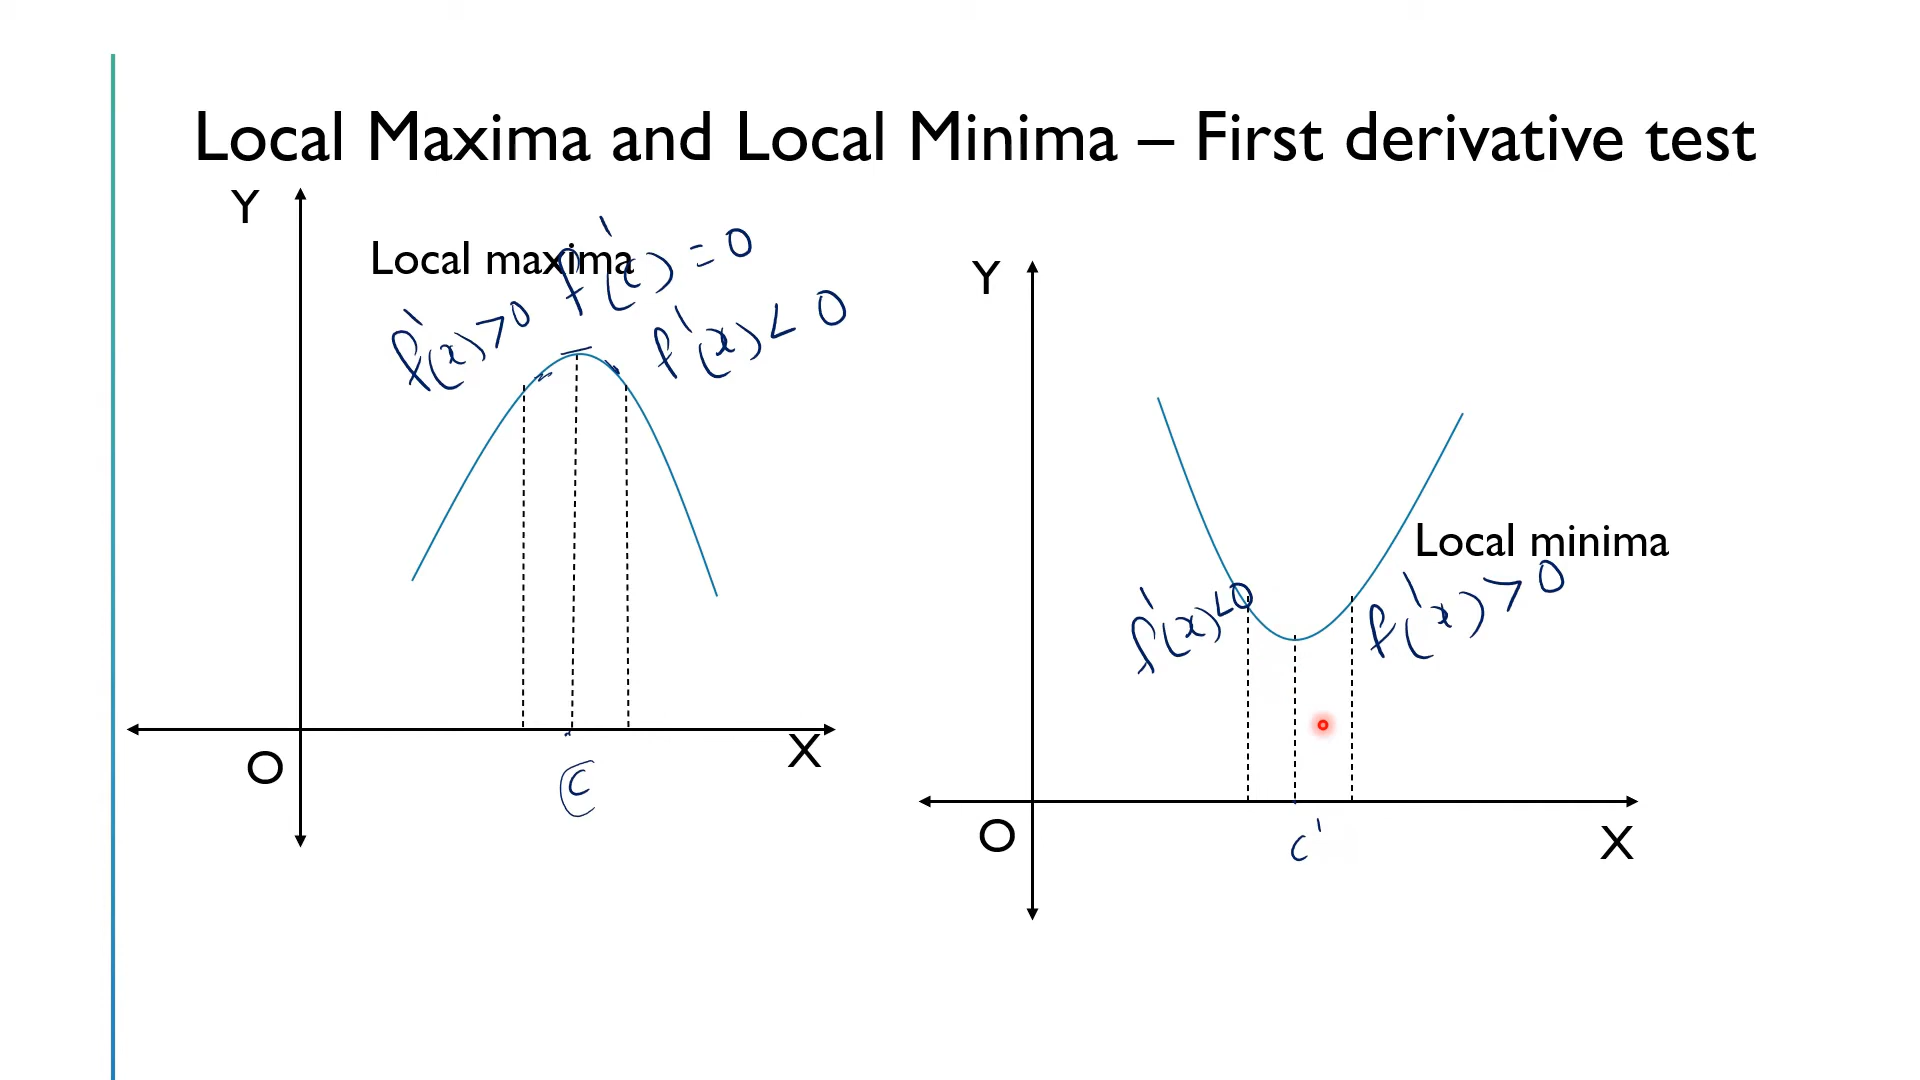 Local Maxima and Local Minima – First derivative test
Y
Local maxima
f'(c) = 0
f'(x) > 0
f'(x) < 0
O
X
c
Y
Local minima
f'(x) < 0
f'(x) > 0
O
X
c'